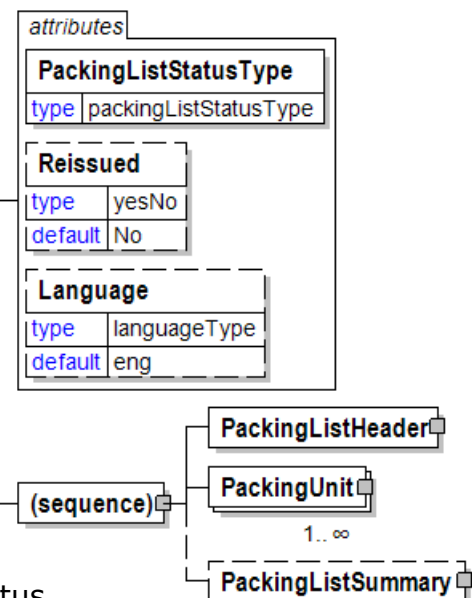 attributes
PackingListStatusType
type packingListStatusType
Reissued
type yesNo
default No
Language
type languageType
default eng
PackingListHeader
(sequence)
PackingUnit
1.. ∞
PackingListSummary